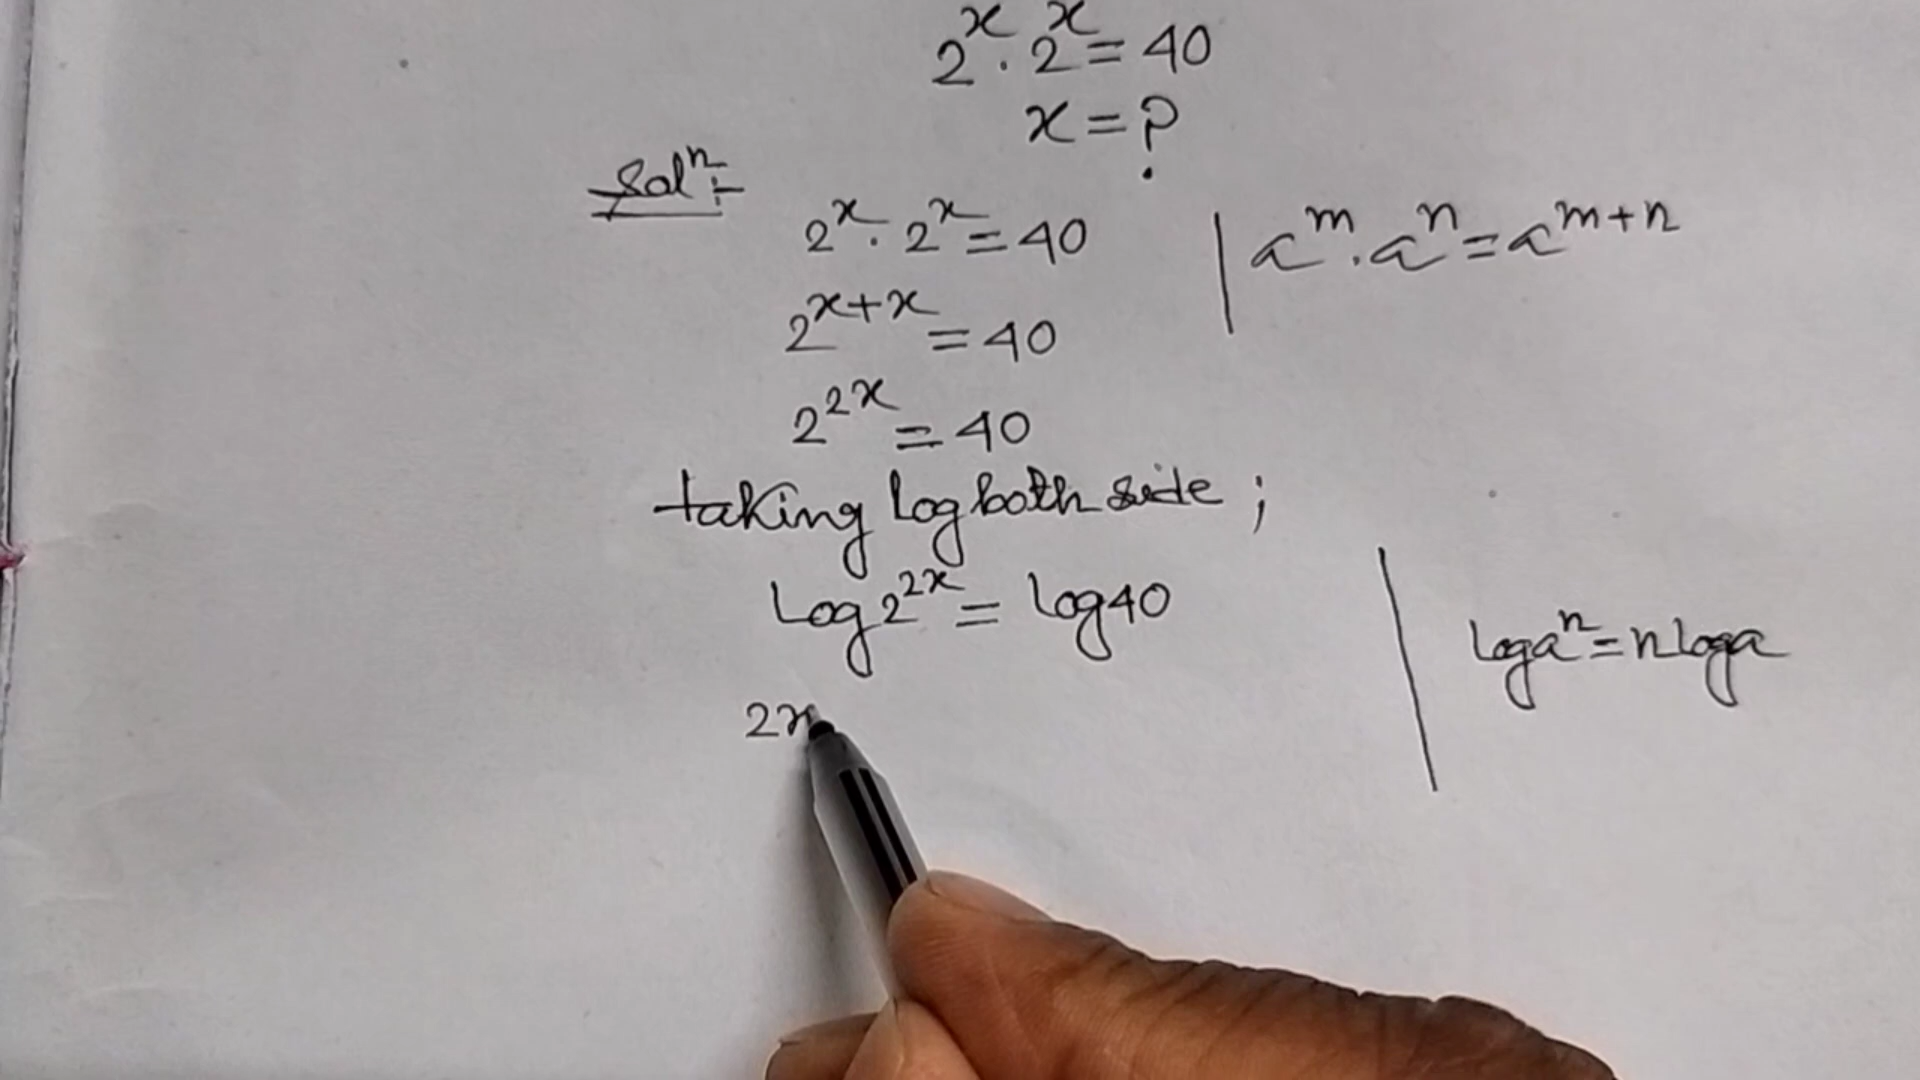 2^x · 2^x = 40
x = ?
Solⁿ:-
2^x · 2^x = 40 | a^m · a^n = a^(m+n)
2^(x+x) = 40
2^(2x) = 40
taking log both side ;
log 2^(2x) = log 40 | log a^n = n log a
2x